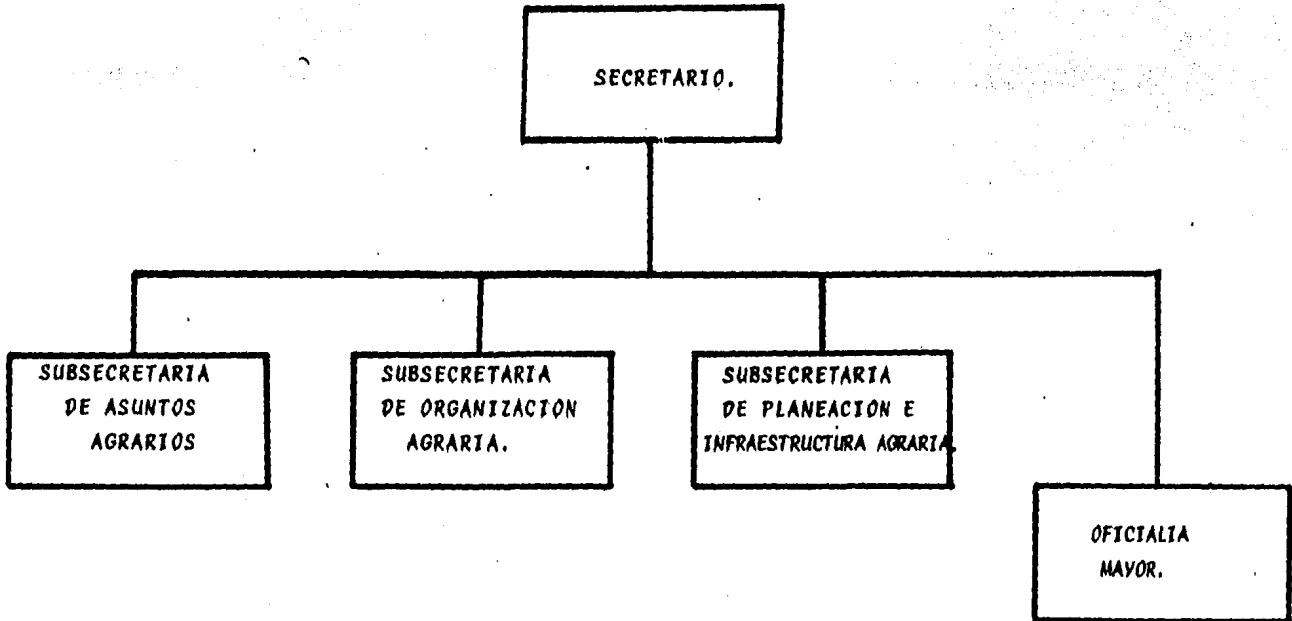 SECRETARIO.
SUBSECRETARIA
DE ASUNTOS
AGRARIOS
SUBSECRETARIA
DE ORGANIZACION
AGRARIA.
SUBSECRETARIA
DE PLANEACION E
INFRAESTRUCTURA AGRARIA.
OFICIALIA
MAYOR.